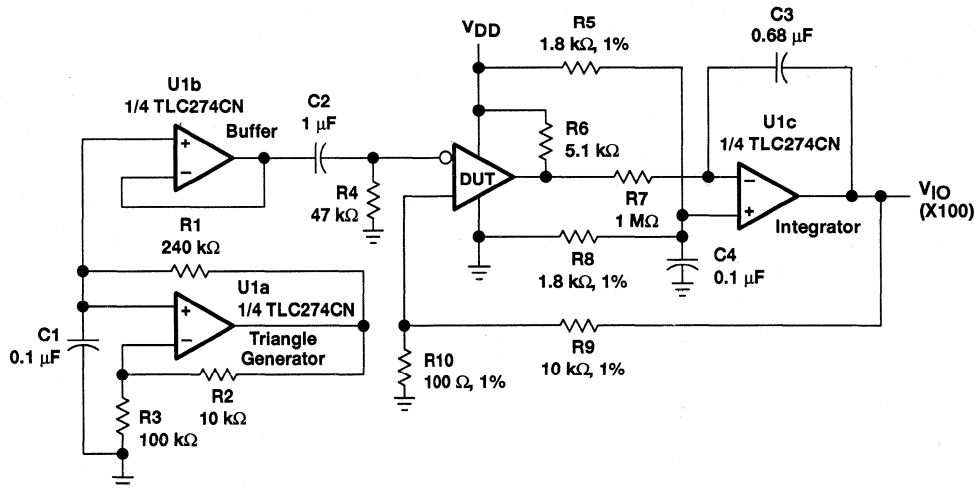 VDD
R5
1.8 kΩ, 1%
C3
0.68 µF
U1b
1/4 TLC274CN
Buffer
+
−
C2
1 µF
R4
47 kΩ
DUT
R6
5.1 kΩ
R7
1 MΩ
U1c
1/4 TLC274CN
−
+
Integrator
VIO
(X100)
R8
1.8 kΩ, 1%
C4
0.1 µF
R1
240 kΩ
U1a
1/4 TLC274CN
+
−
Triangle
Generator
C1
0.1 µF
R2
10 kΩ
R3
100 kΩ
R9
10 kΩ, 1%
R10
100 Ω, 1%